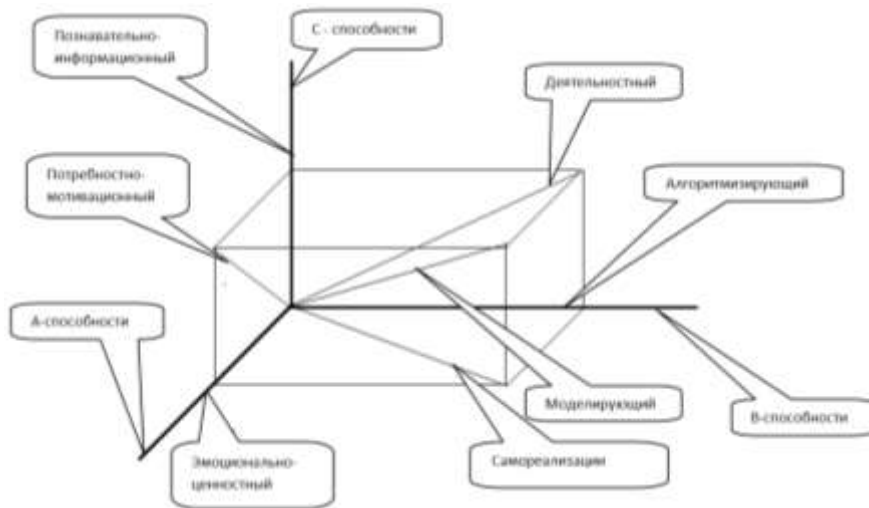 Познавательно-
информационный
С - способности
Деятельностный
Потребностно-
мотивационный
Алгоритмизирующий
А-способности
Моделирующий
В-способности
Эмоционально-
ценностный
Самореализации